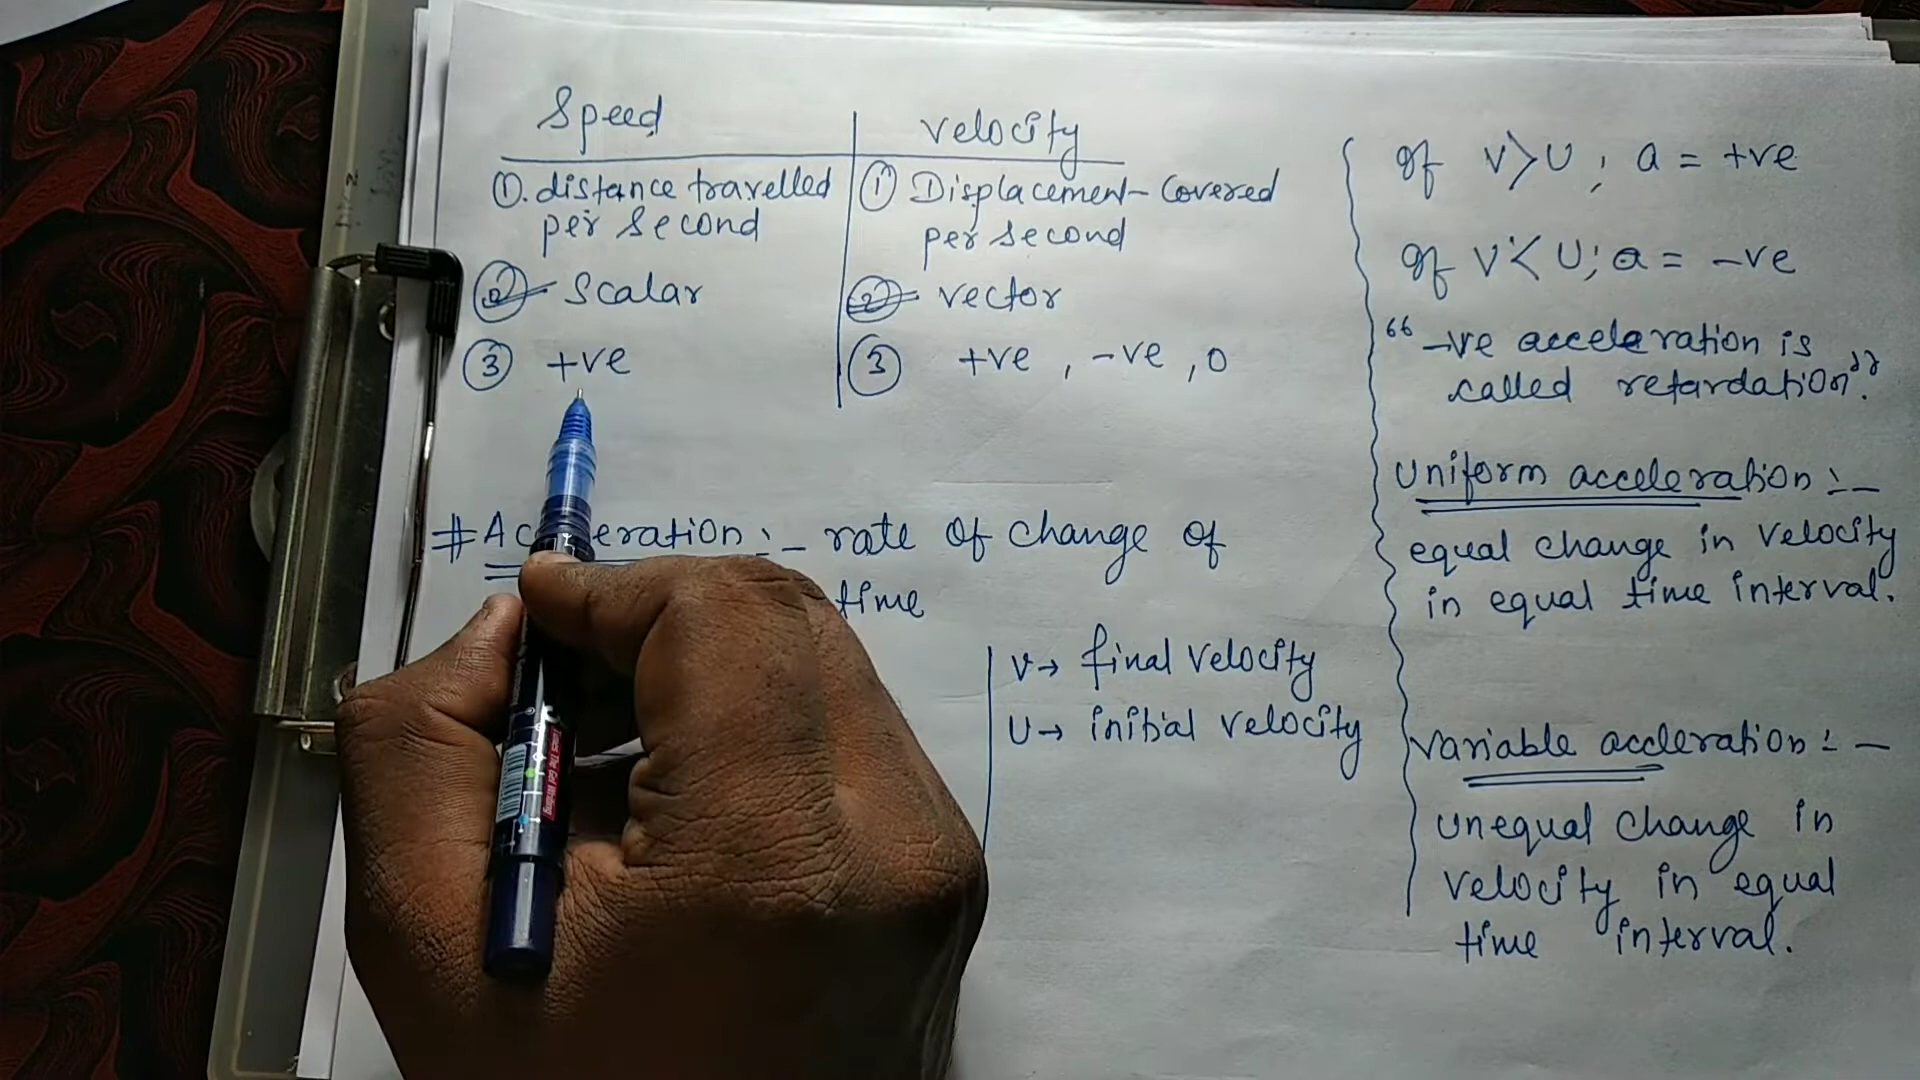 Speed
① distance travelled
per second
② Scalar
③ +ve
velocity
① Displacement covered
per second
② vector
③ +ve, -ve, 0
# Acceleration :- rate of change of
time
v → final velocity
U → initial velocity
If v > U ; a = +ve
If v < U ; a = -ve
“-ve acceleration is
called retardation”.
Uniform acceleration :-
equal change in velocity
in equal time interval.
Variable accleration :-
unequal change in
velocity in equal
time interval.